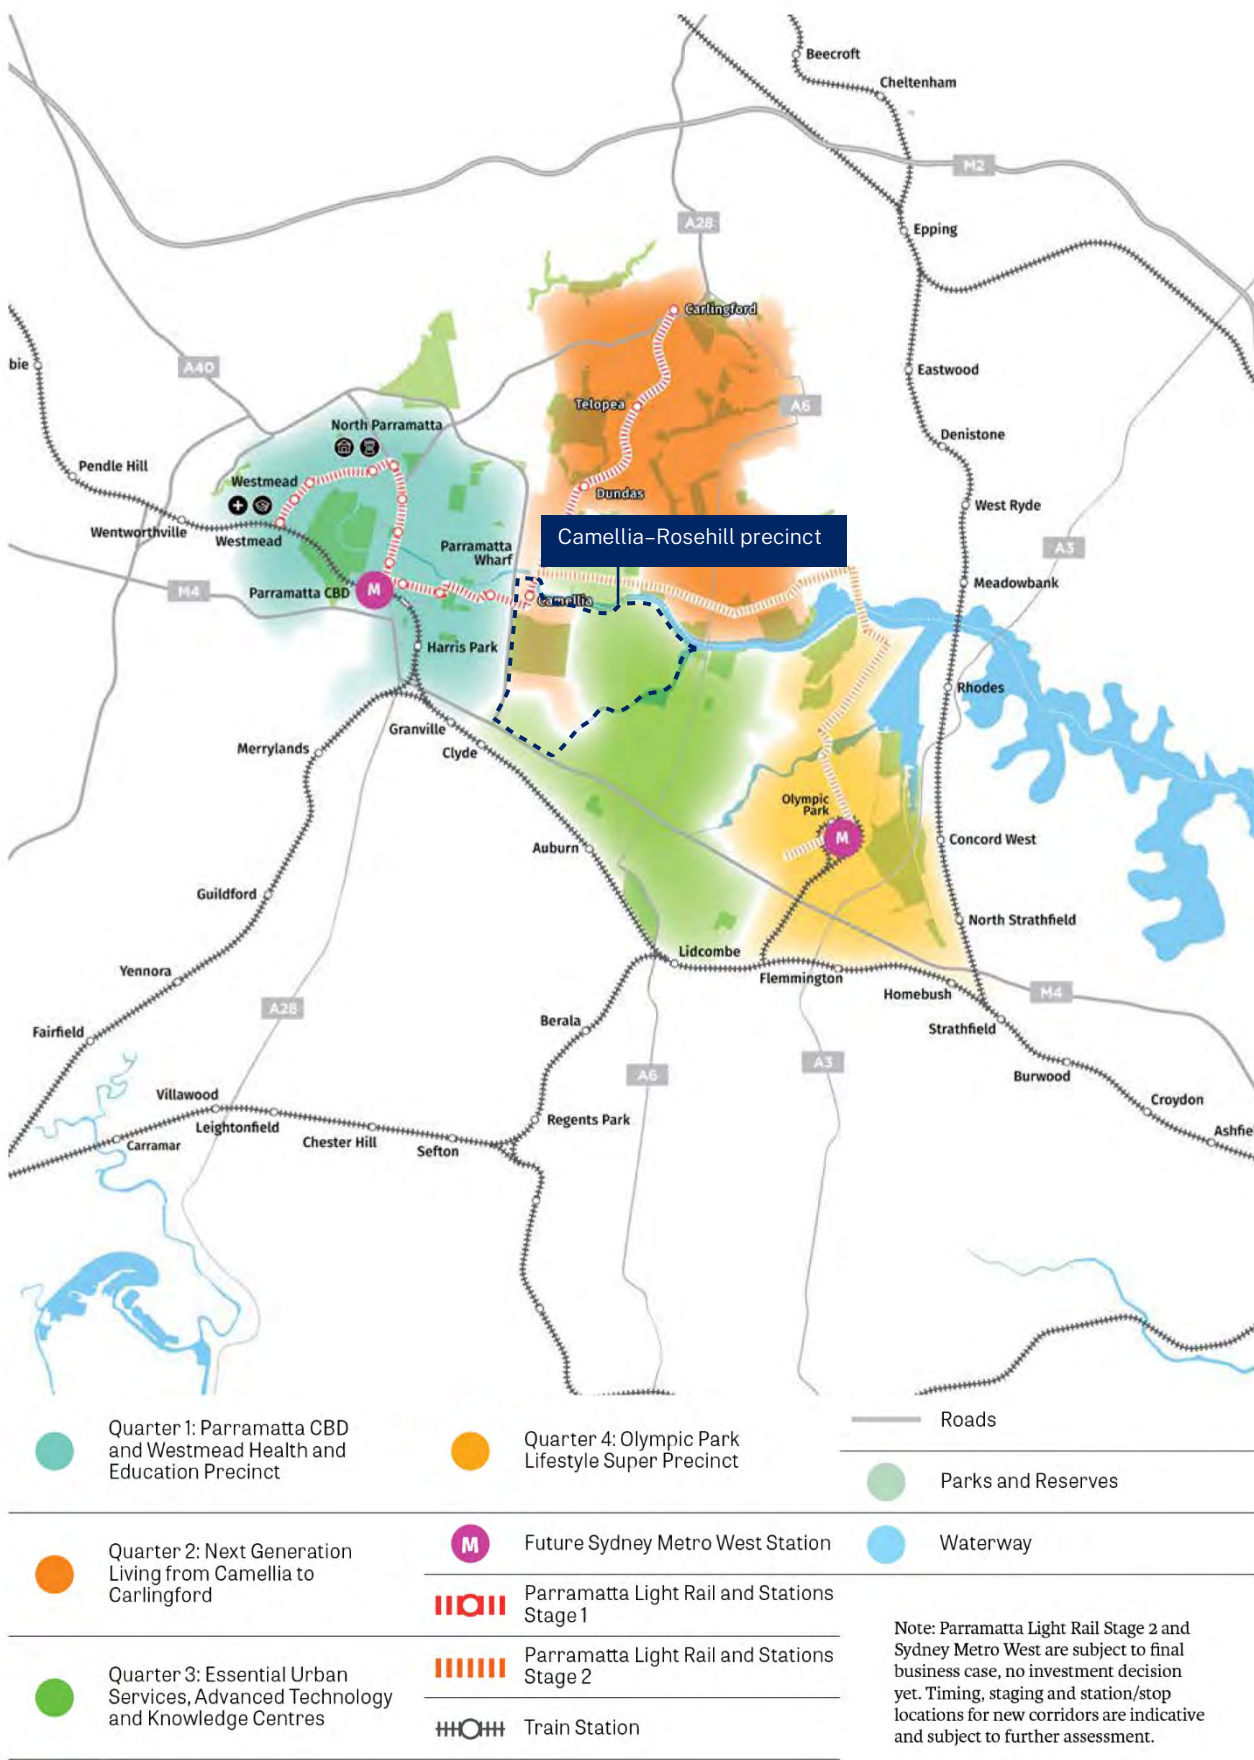 Beecroft
Cheltenham
M2
A28
Epping
Carlingford
bie
A40
Eastwood
Telopea
A6
North Parramatta
Denistone
Pendle Hill
Westmead
Dundas
West Ryde
Wentworthville
Westmead
Camellia–Rosehill precinct
A3
Parramatta
Wharf
Meadowbank
M4
Parramatta CBD
M
Camellia
Harris Park
Rhodes
Granville
Merrylands
Clyde
Olympic
Park
M
Concord West
Auburn
Guildford
North Strathfield
Lidcombe
Yennora
Flemmington
Homebush
M4
A28
Berala
Fairfield
Strathfield
A6
A3
Burwood
Villawood
Croydon
Leightonfield
Regents Park
Ashfie
Carramar
Chester Hill
Sefton
Quarter 1: Parramatta CBD
and Westmead Health and
Education Precinct
Quarter 2: Next Generation
Living from Camellia to
Carlingford
Quarter 3: Essential Urban
Services, Advanced Technology
and Knowledge Centres
Quarter 4: Olympic Park
Lifestyle Super Precinct
M
Future Sydney Metro West Station
Parramatta Light Rail and Stations
Stage 1
Parramatta Light Rail and Stations
Stage 2
Train Station
Roads
Parks and Reserves
Waterway
Note: Parramatta Light Rail Stage 2 and
Sydney Metro West are subject to final
business case, no investment decision
yet. Timing, staging and station/stop
locations for new corridors are indicative
and subject to further assessment.